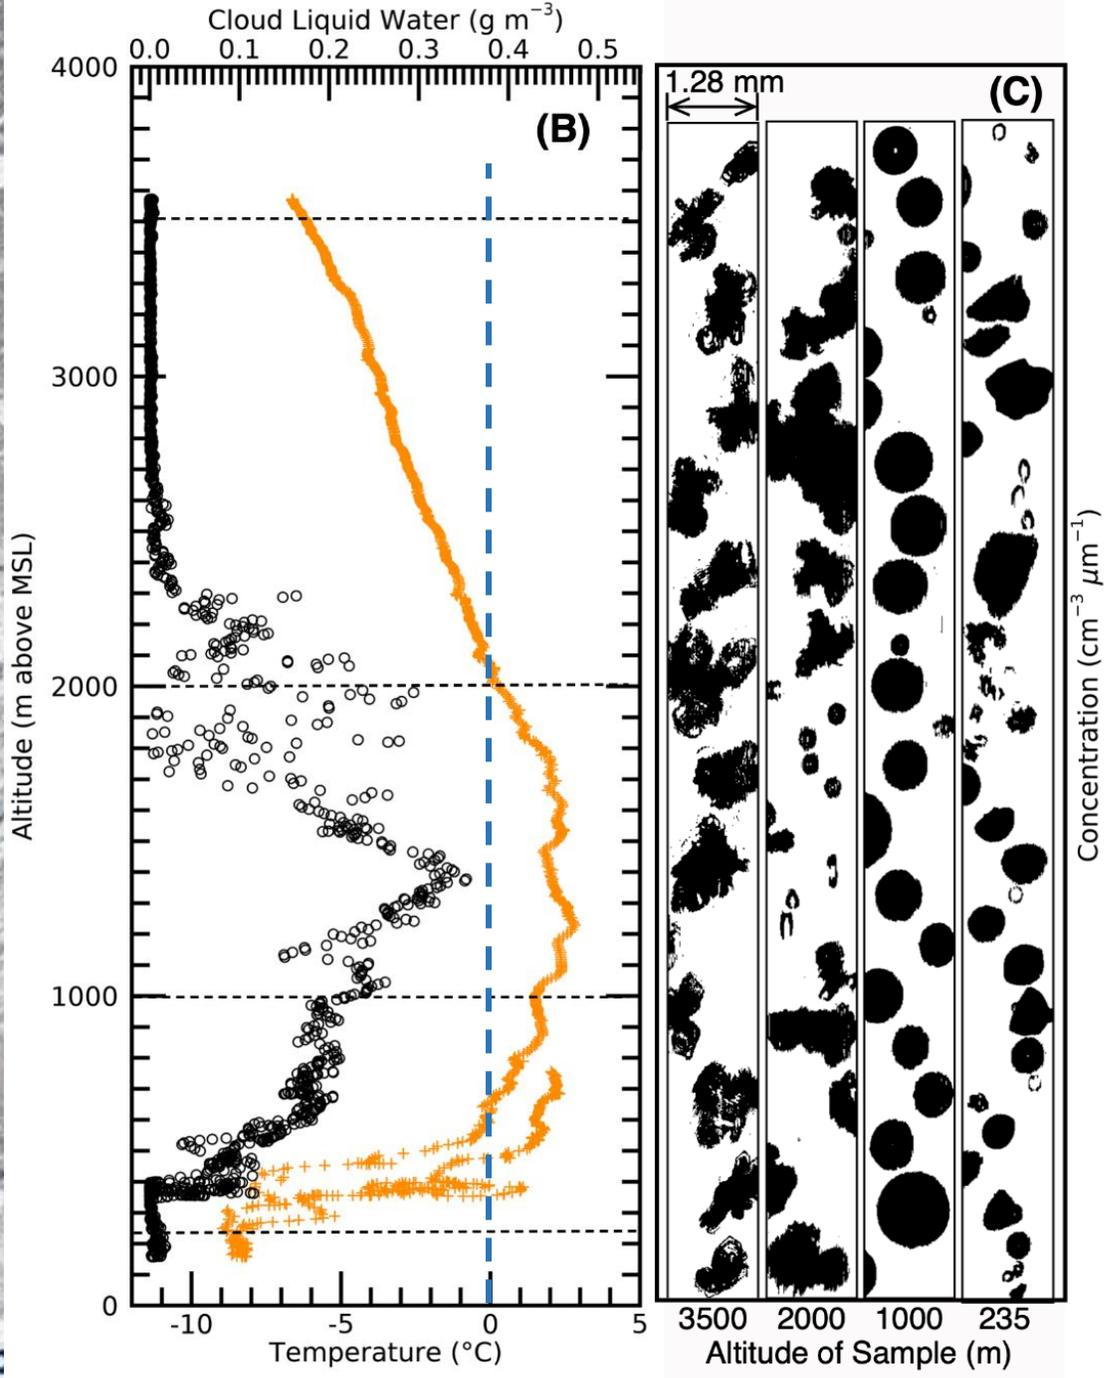 Cloud Liquid Water (g m⁻³)
0.0 0.1 0.2 0.3 0.4 0.5
4000
3000
2000
1000
0
Altitude (m above MSL)
(B)
-10 -5 0 5
Temperature (°C)
1.28 mm
(C)
3500 2000 1000 235
Altitude of Sample (m)
Concentration (cm⁻³ μm⁻¹)